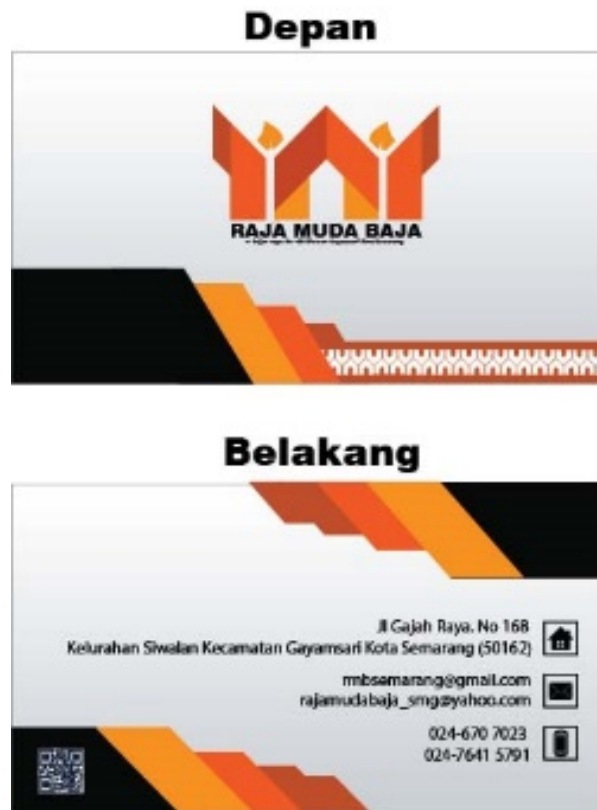 Depan
RAJA MUDA BAJA
Belakang
Jl Gajah Raya. No 168
Kelurahan Siwalan Kecamatan Gayamsari Kota Semarang (50162)
rmbsemarang@gmail.com
rajamudabaja_smg@yahoo.com
024-670 7023
024-7641 5791